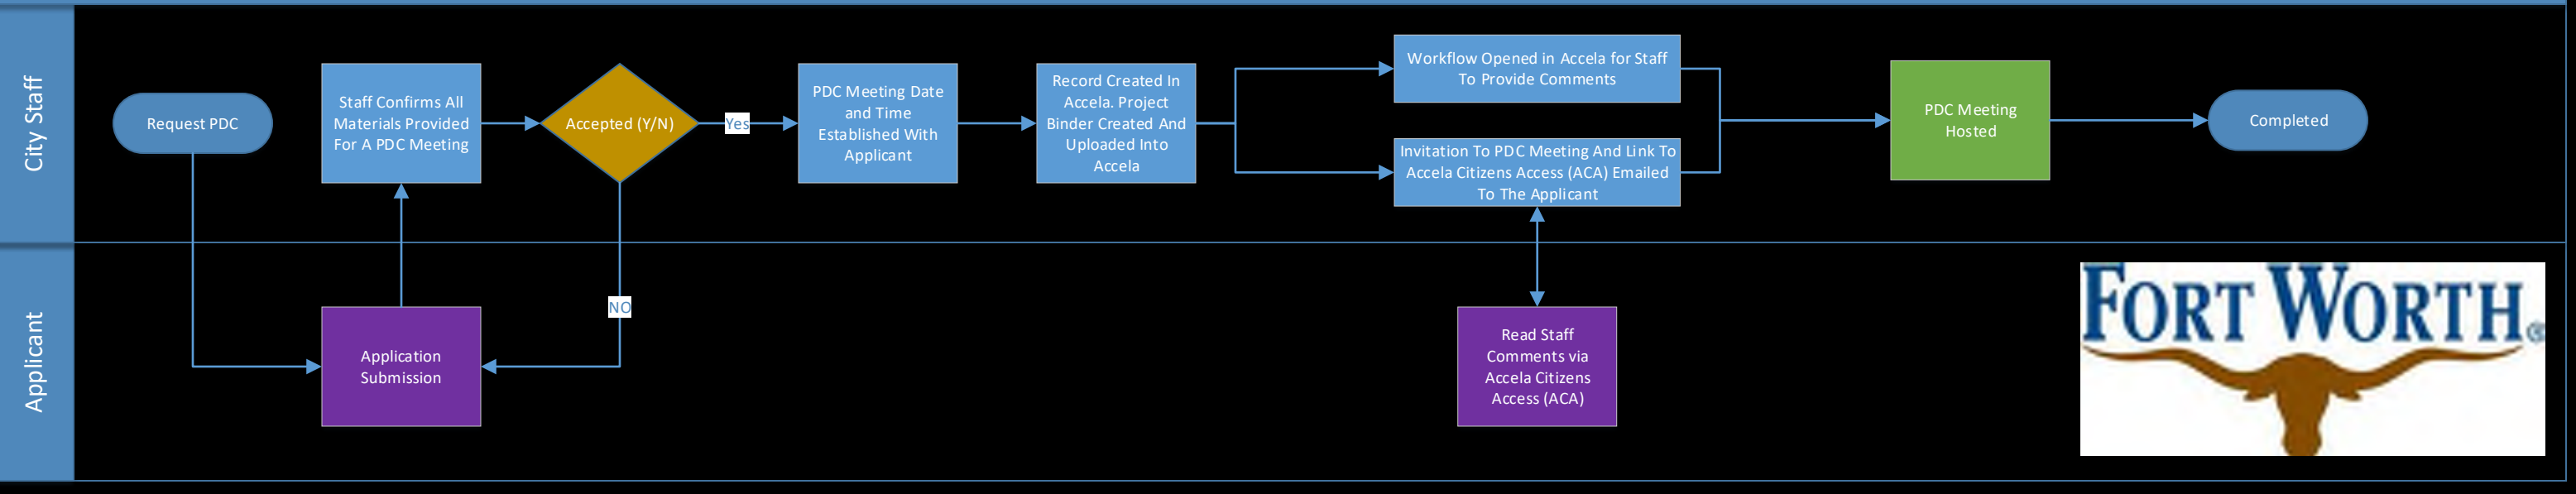 City Staff
Request PDC
Staff Confirms All
Materials Provided
For A PDC Meeting
Accepted (Y/N)
Yes
PDC Meeting Date
and Time
Established With
Applicant
Record Created In
Accela. Project
Binder Created And
Uploaded Into
Accela
Workflow Opened in Accela for Staff
To Provide Comments
Invitation To PDC Meeting And Link To
Accela Citizens Access (ACA) Emailed
To The Applicant
PDC Meeting
Hosted
Completed
Applicant
Application
Submission
NO
Read Staff
Comments via
Accela Citizens
Access (ACA)
FORT WORTH®